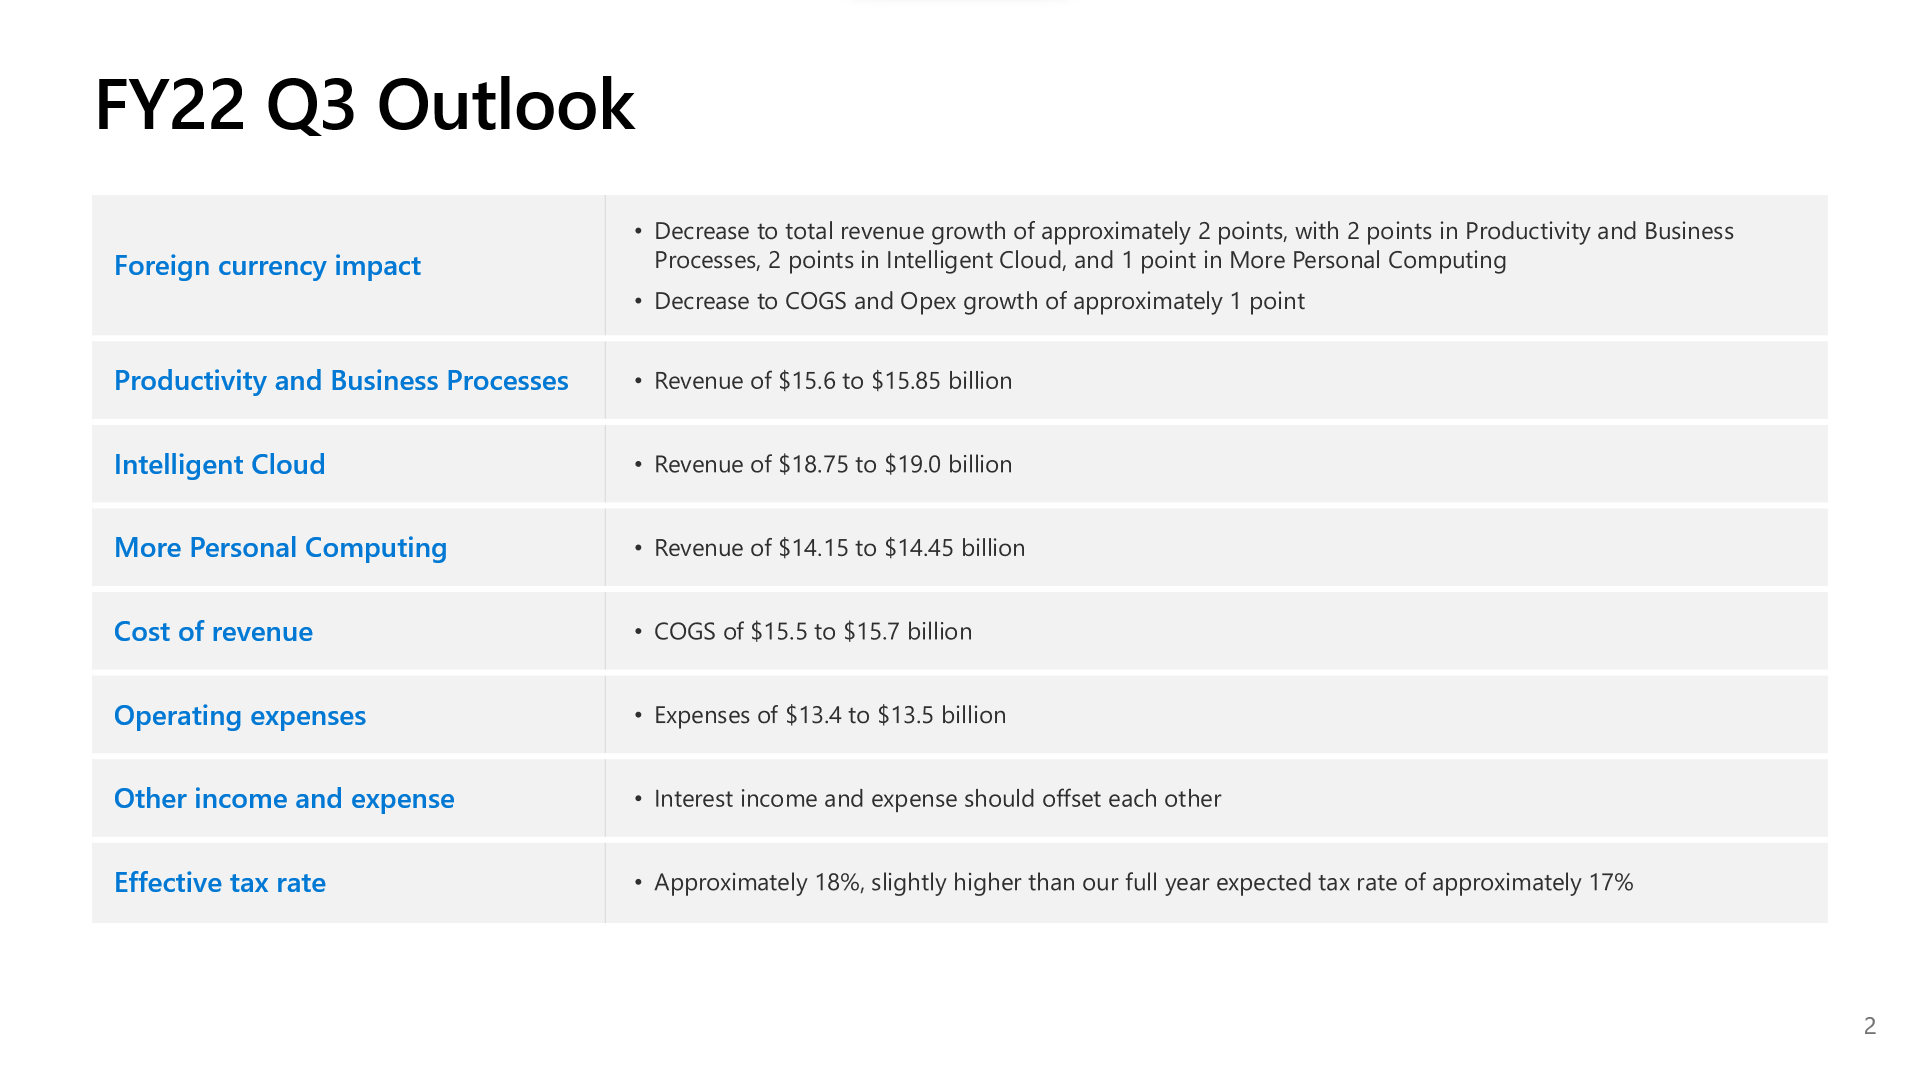 FY22 Q3 Outlook
Foreign currency impact
• Decrease to total revenue growth of approximately 2 points, with 2 points in Productivity and Business
Processes, 2 points in Intelligent Cloud, and 1 point in More Personal Computing
• Decrease to COGS and Opex growth of approximately 1 point
Productivity and Business Processes
• Revenue of $15.6 to $15.85 billion
Intelligent Cloud
• Revenue of $18.75 to $19.0 billion
More Personal Computing
• Revenue of $14.15 to $14.45 billion
Cost of revenue
• COGS of $15.5 to $15.7 billion
Operating expenses
• Expenses of $13.4 to $13.5 billion
Other income and expense
• Interest income and expense should offset each other
Effective tax rate
• Approximately 18%, slightly higher than our full year expected tax rate of approximately 17%
2